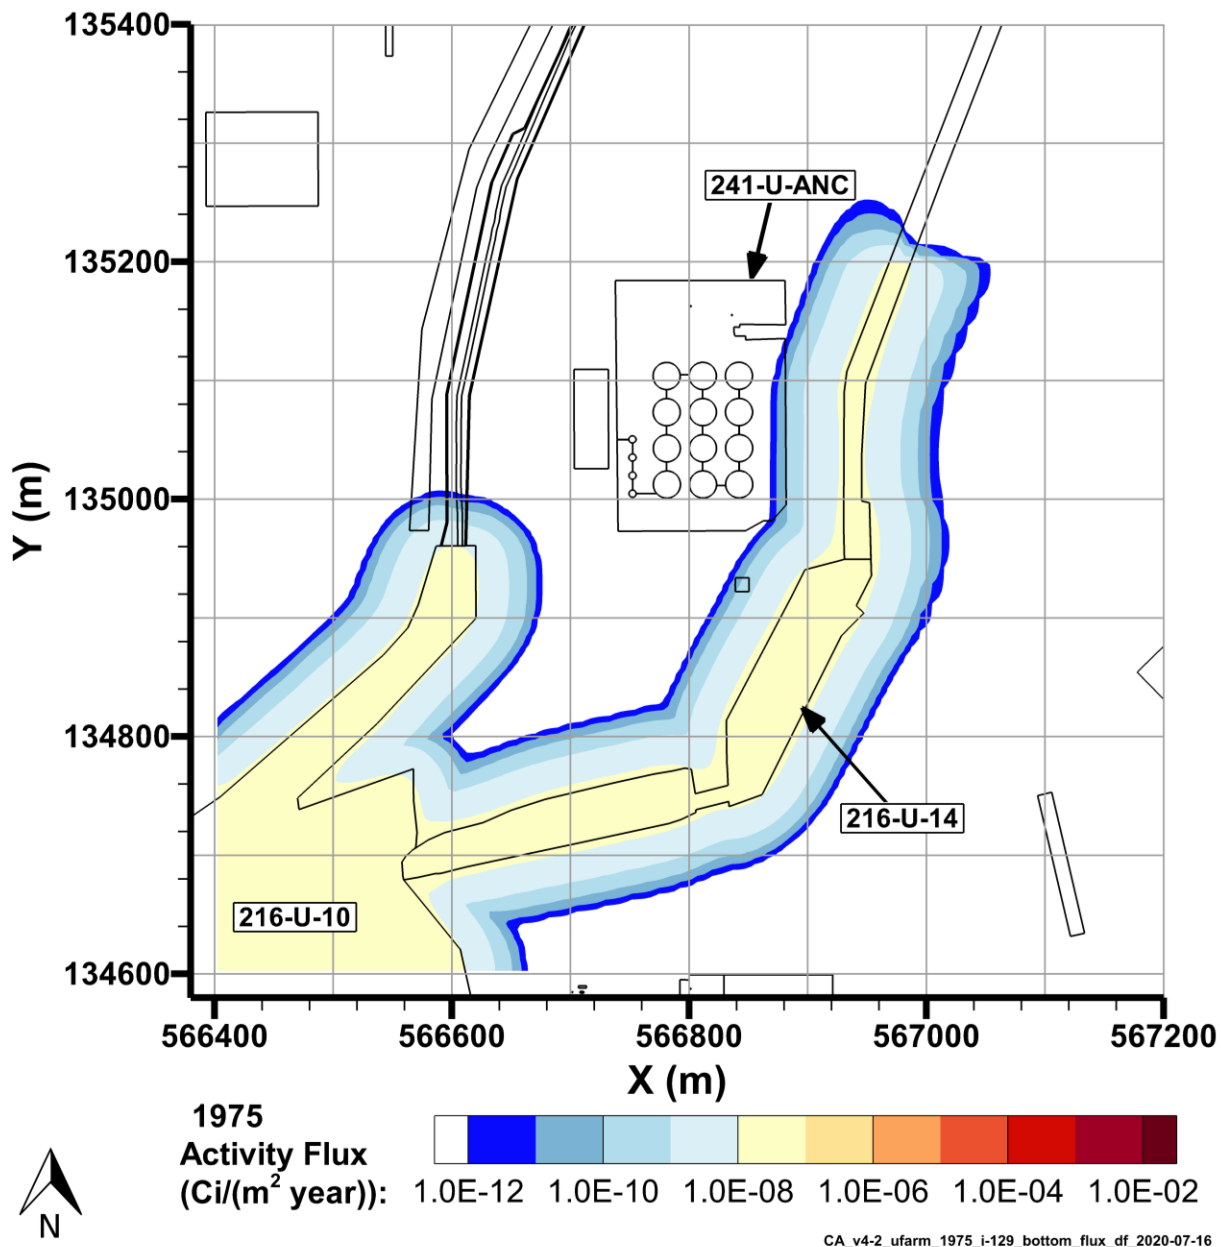 135400
241-U-ANC
135200
Y (m)
135000
134800
216-U-14
216-U-10
134600
566400 566600 566800 567000 567200
X (m)
1975
Activity Flux
(Ci/(m² year)):
1.0E-12 1.0E-10 1.0E-08 1.0E-06 1.0E-04 1.0E-02
N
CA_v4-2_ufarm_1975_i-129_bottom_flux_df_2020-07-16